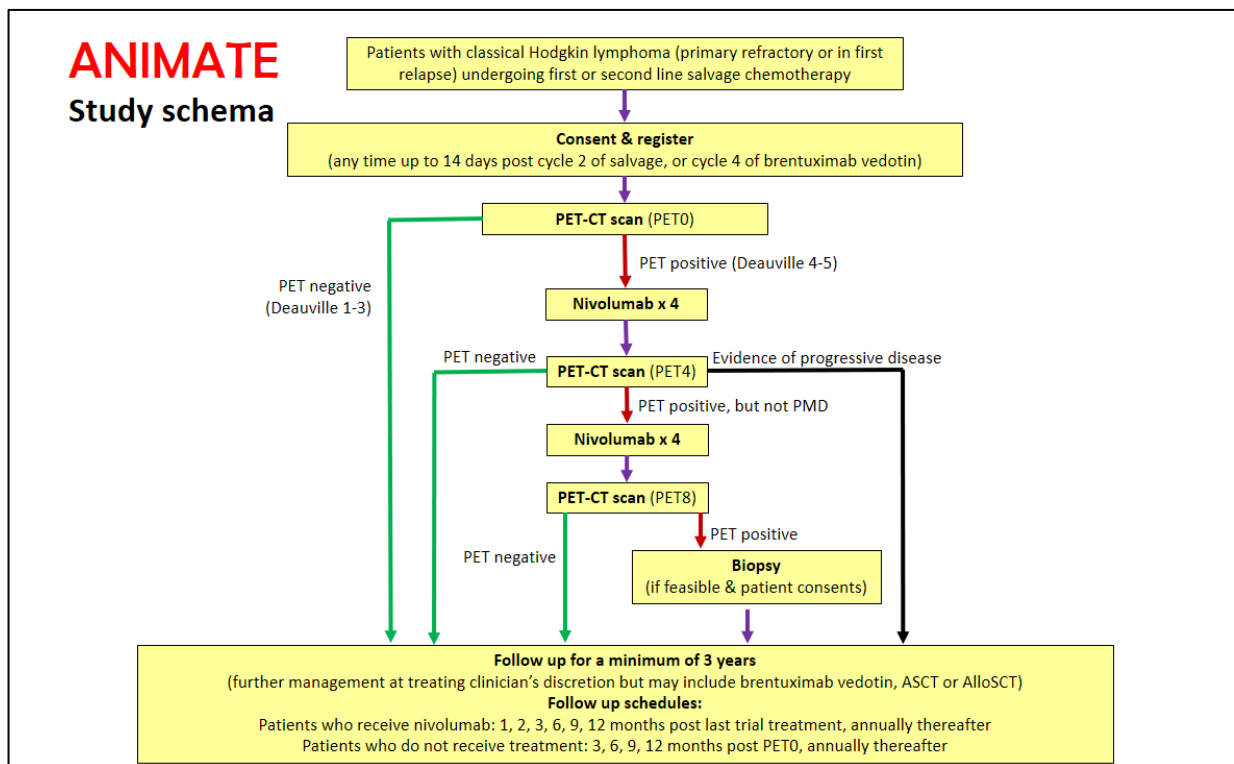 ANIMATE
Study schema
Patients with classical Hodgkin lymphoma (primary refractory or in first
relapse) undergoing first or second line salvage chemotherapy
Consent & register
(any time up to 14 days post cycle 2 of salvage, or cycle 4 of brentuximab vedotin)
PET-CT scan (PET0)
PET positive (Deauville 4-5)
PET negative
(Deauville 1-3)
Nivolumab x 4
PET negative
PET-CT scan (PET4)
Evidence of progressive disease
PET positive, but not PMD
Nivolumab x 4
PET-CT scan (PET8)
PET positive
PET negative
Biopsy
(if feasible & patient consents)
Follow up for a minimum of 3 years
(further management at treating clinician’s discretion but may include brentuximab vedotin, ASCT or AlloSCT)
Follow up schedules:
Patients who receive nivolumab: 1, 2, 3, 6, 9, 12 months post last trial treatment, annually thereafter
Patients who do not receive treatment: 3, 6, 9, 12 months post PET0, annually thereafter